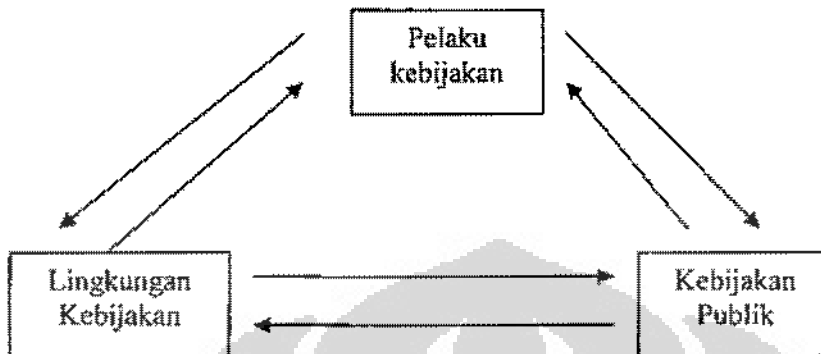 Pelaku
kebijakan
Lingkungan
Kebijakan
Kebijakan
Publik